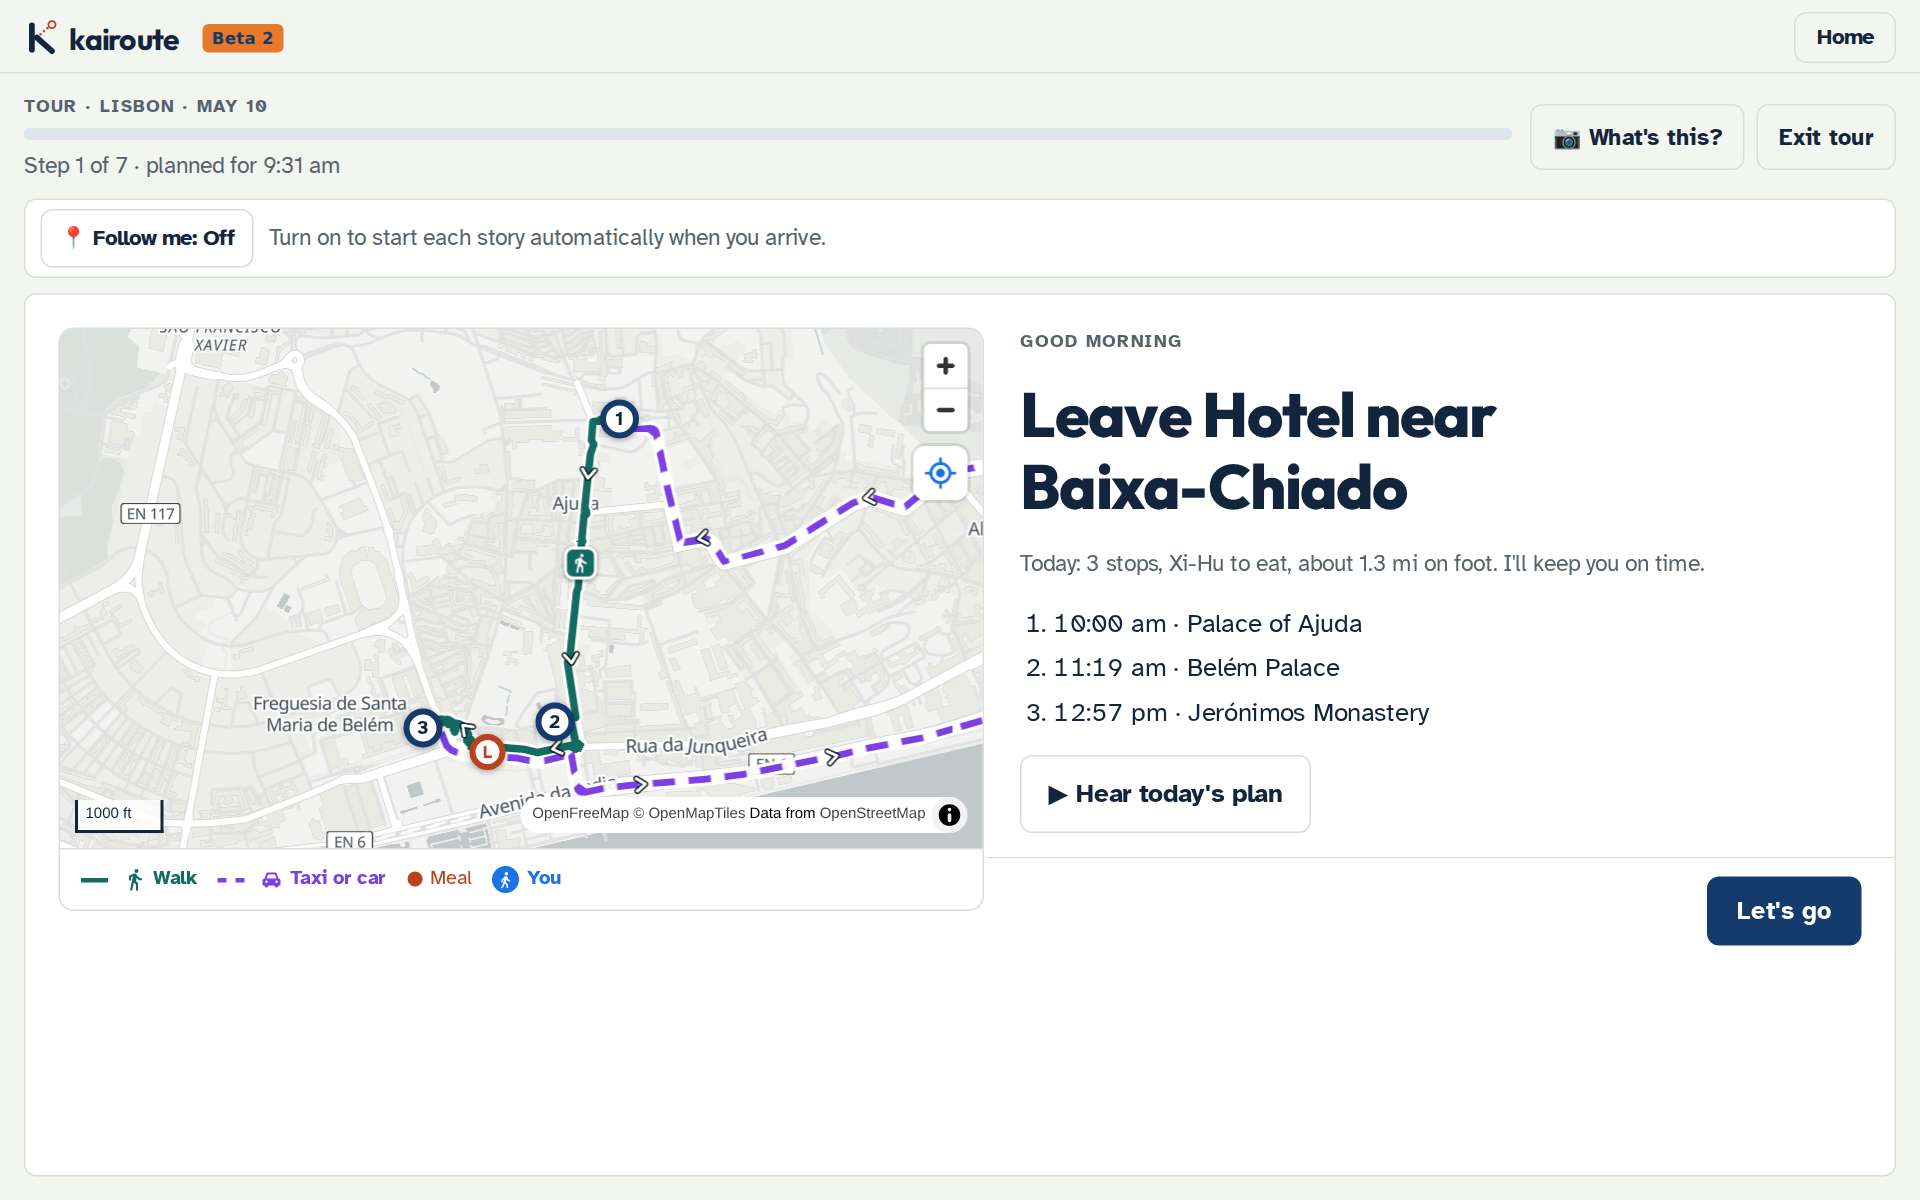 kairoute
Beta 2
Home
TOUR · LISBON · MAY 10
Step 1 of 7 · planned for 9:31 am
What's this?
Exit tour
Follow me: Off
Turn on to start each story automatically when you arrive.
XAVIER
EN 117
1
Freguesia de Santa
Maria de Belém
3
2
L
Rua da Junqueira
1000 ft
OpenFreeMap © OpenMapTiles Data from OpenStreetMap
EN 6
Walk
Taxi or car
Meal
You
GOOD MORNING
Leave Hotel near
Baixa-Chiado
Today: 3 stops, Xi-Hu to eat, about 1.3 mi on foot. I'll keep you on time.
1. 10:00 am · Palace of Ajuda
2. 11:19 am · Belém Palace
3. 12:57 pm · Jerónimos Monastery
Hear today's plan
Let's go